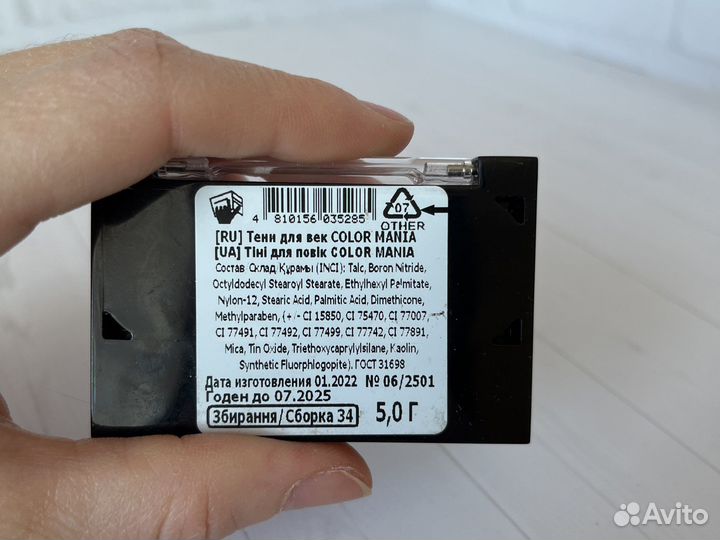 4 810156 035285
07
OTHER
[RU] Тени для век COLOR MANIA
[UA] Тіні для повік COLOR MANIA
Состав/Склад/Құрамы (INCI): Talc, Boron Nitride,
Octyldodecyl Stearoyl Stearate, Ethylhexyl Palmitate,
Nylon-12, Stearic Acid, Palmitic Acid, Dimethicone,
Methylparaben, (+/- CI 15850, CI 75470, CI 77007,
CI 77491, CI 77492, CI 77499, CI 77742, CI 77891,
Mica, Tin Oxide, Triethoxycaprylylsilane, Kaolin,
Synthetic Fluorphlogopite). ГОСТ 31698
Дата изготовления 01.2022 № 06/2501
Годен до 07.2025
Збирання/Сборка 34 5,0 Г
Avito